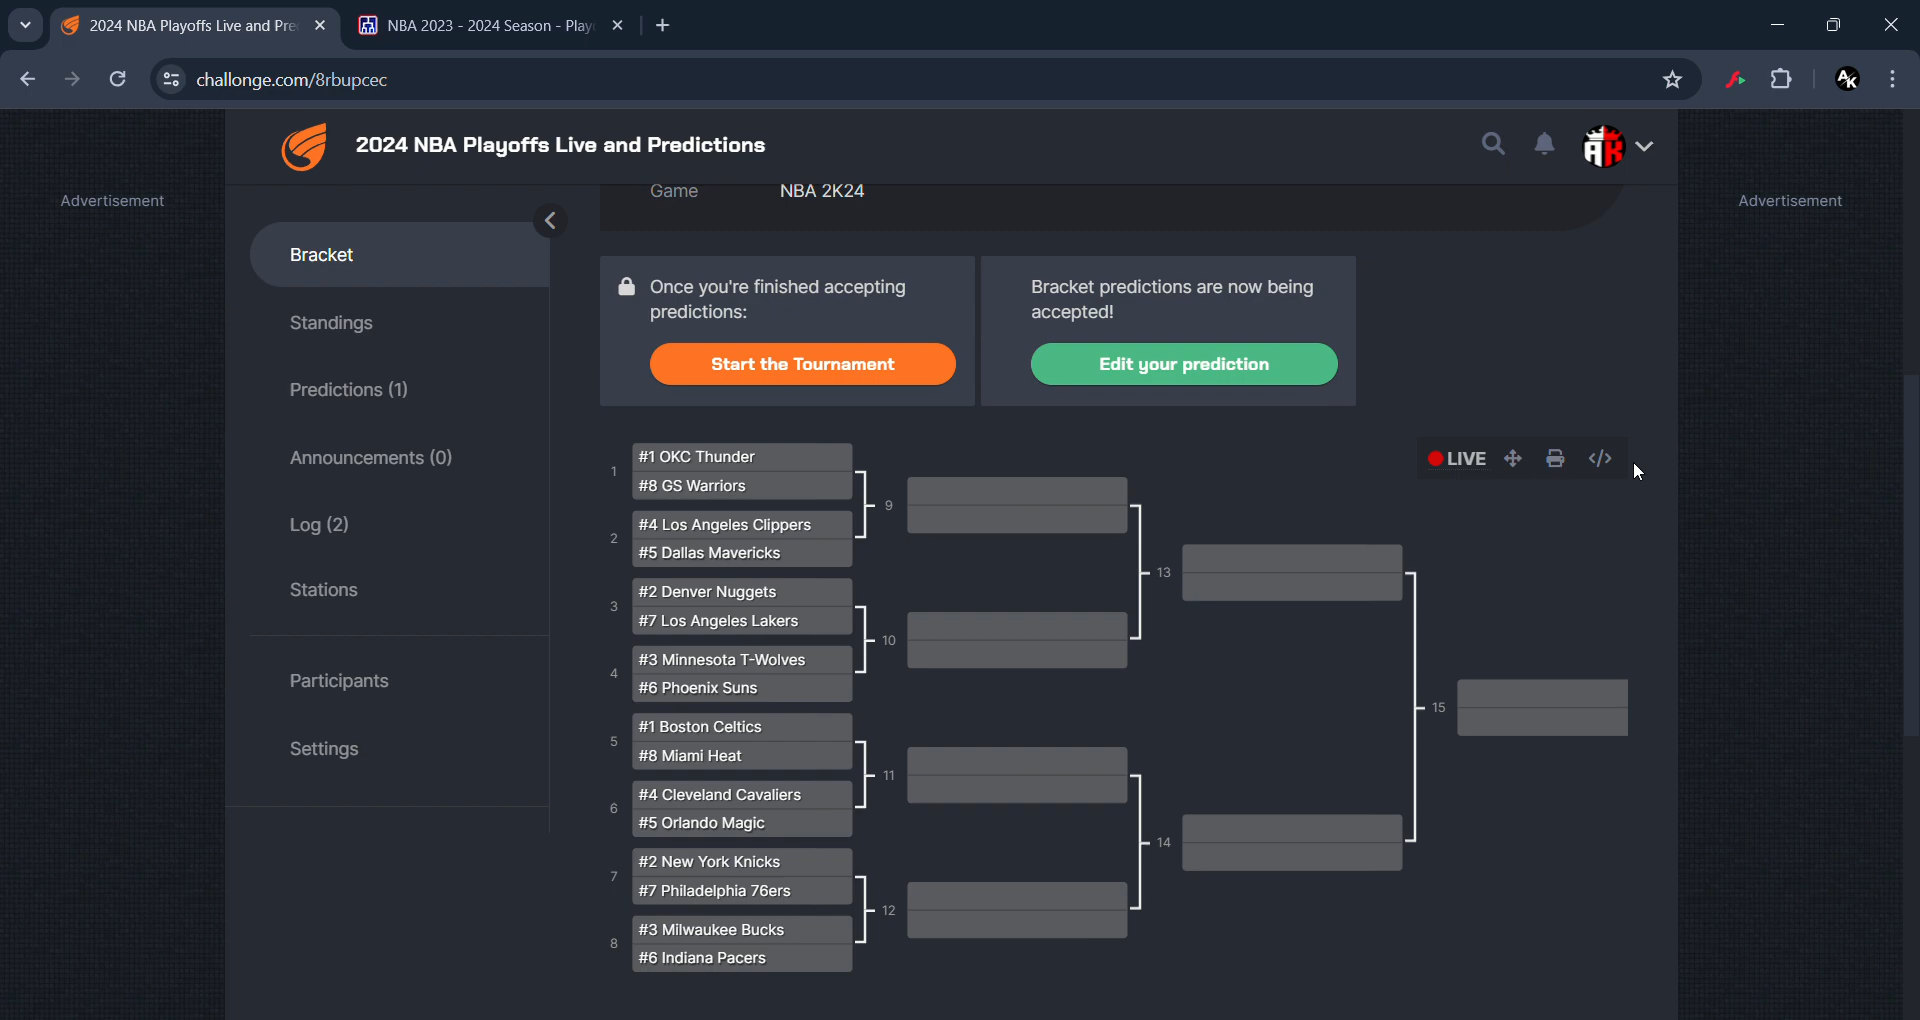 2024 NBA Playoffs Live and Pre
NBA 2023 - 2024 Season - Play
challonge.com/8rbupcec
AK
2024 NBA Playoffs Live and Predictions
AK
Advertisement
Advertisement
Game NBA 2K24
Bracket
Standings
Predictions (1)
Announcements (0)
Log (2)
Stations
Participants
Settings
Once you're finished accepting
predictions:
Start the Tournament
Bracket predictions are now being
accepted!
Edit your prediction
LIVE
1
#1 OKC Thunder
#8 GS Warriors
2
#4 Los Angeles Clippers
#5 Dallas Mavericks
3
#2 Denver Nuggets
#7 Los Angeles Lakers
4
#3 Minnesota T-Wolves
#6 Phoenix Suns
5
#1 Boston Celtics
#8 Miami Heat
6
#4 Cleveland Cavaliers
#5 Orlando Magic
7
#2 New York Knicks
#7 Philadelphia 76ers
8
#3 Milwaukee Bucks
#6 Indiana Pacers
9
10
11
12
13
14
15